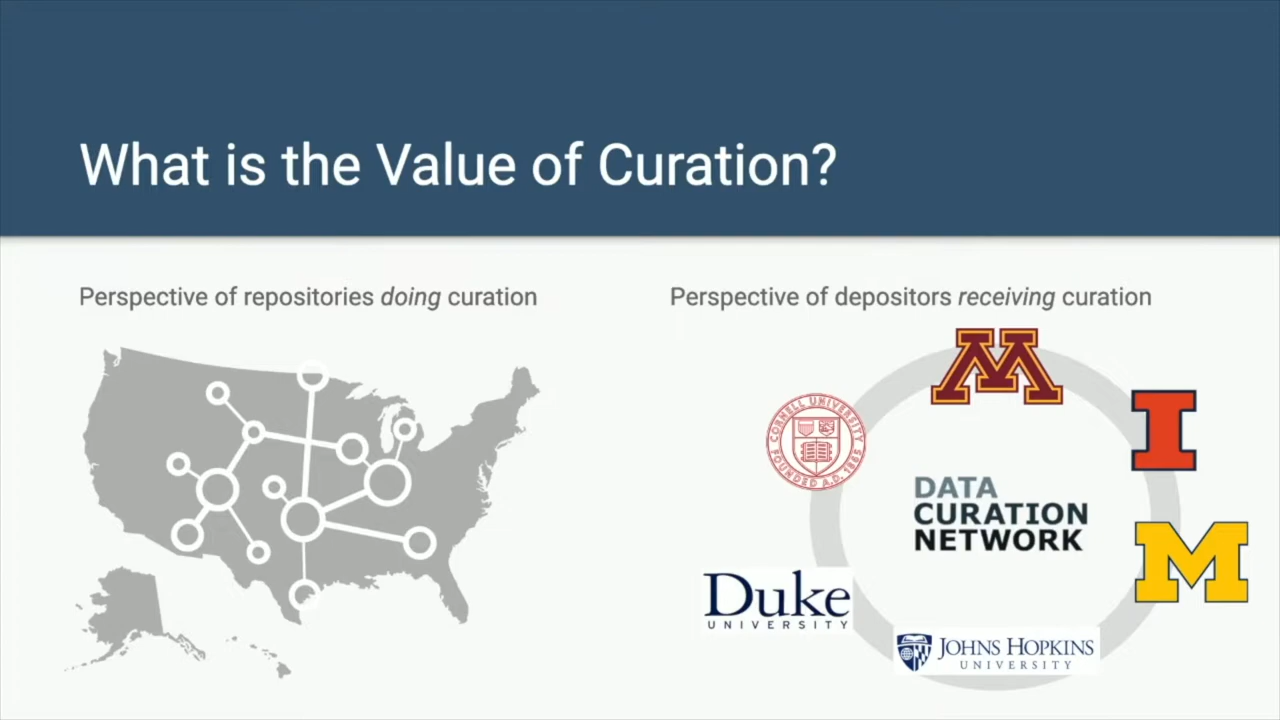 What is the Value of Curation?
Perspective of repositories doing curation
Perspective of depositors receiving curation
M
CORNELL UNIVERSITY
FOUNDED A.D. 1865
I
DATA
CURATION
NETWORK
M
Duke
UNIVERSITY
JOHNS HOPKINS
UNIVERSITY